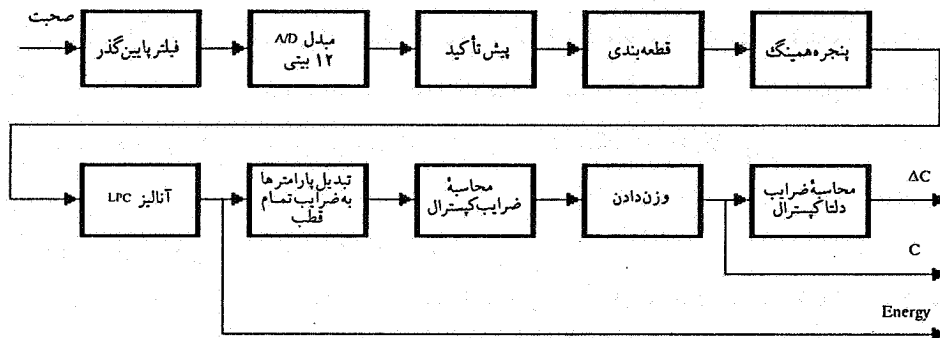 صحبت
فیلتر پایین‌گذر
مبدل A/D
۱۲ بیتی
پیش تأکید
قطعه‌بندی
پنجره همینگ
آنالیز LPC
تبدیل پارامترها
به ضرایب تمام
قطب
محاسبهٔ
ضرایب کپسترال
وزن دادن
محاسبهٔ ضرایب
دلتا کپسترال
ΔC
C
Energy